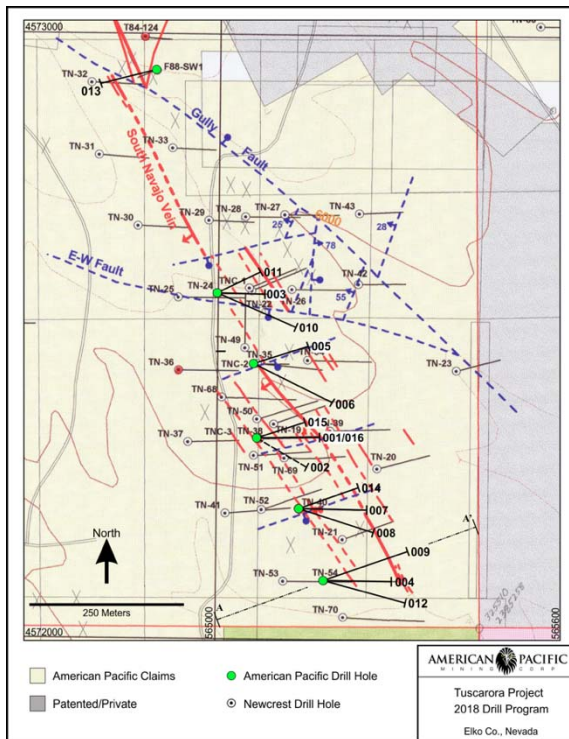 4573000
T84-124
TN-32
F88-SW1
013
Gully Fault
TN-33
TN-31
South Navajo Vein
TN-30
TN-29
TN-28
TN-27
TN-43
6000
25
78
28
E-W Fault
TN-24
TNC-1
011
TN-42
TN-25
003
TN-26
55
TN-22
010
TN-49
005
TN-35
TN-36
TNC-2
TN-23
TN-68
006
TN-50
015
TN-19
TNC-3
TN-38
001/016
TN-37
TN-51
TN-69
002
TN-20
014
TN-41
TN-52
TN-40
007
TN-21
008
A'
009
TN-53
TN-54
004
012
A
TN-70
North
250 Meters
4572000
565000
565600
American Pacific Claims
American Pacific Drill Hole
Patented/Private
Newcrest Drill Hole
AMERICAN PACIFIC
MINING CORP
Tuscarora Project
2018 Drill Program
Elko Co., Nevada